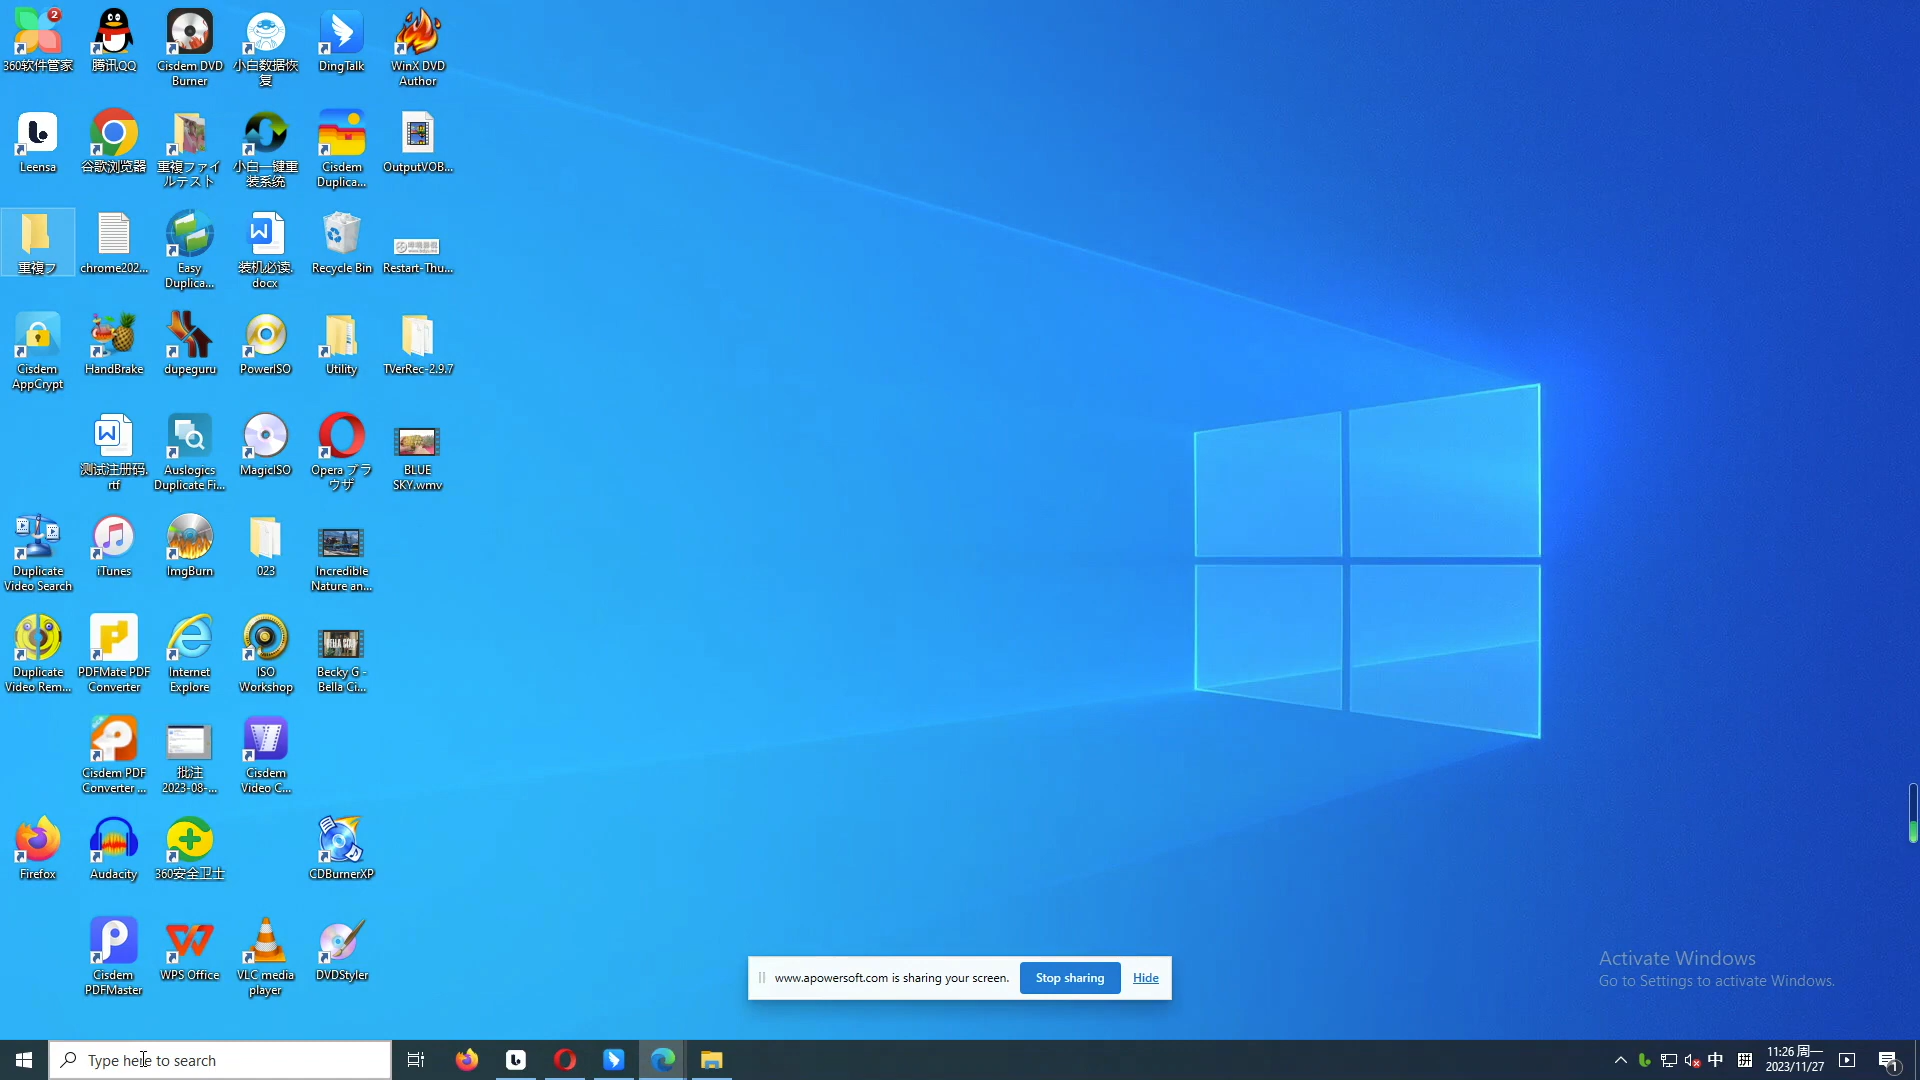 2
360软件管家
腾讯QQ
Cisdem DVD
Burner
小白数据恢
复
DingTalk
WinX DVD
Author
Leensa
谷歌浏览器
重複ファイ
ルテスト
小白一键重
装系统
Cisdem
Duplica...
OutputVOB...
重複フ
chrome202...
Easy
Duplica...
装机必读.
docx
Recycle Bin
Restart-Thu...
Cisdem
AppCrypt
HandBrake
dupeguru
PowerISO
Utility
TVerRec-2.9.7
测试注册码.
rtf
Auslogics
Duplicate Fi...
MagicISO
Opera ブラ
ウザ
BLUE
SKY.wmv
Duplicate
Video Search
iTunes
ImgBurn
023
Incredible
Nature an...
Duplicate
Video Rem...
PDFMate PDF
Converter
Internet
Explore
ISO
Workshop
Becky G -
Bella Ci...
Cisdem PDF
Converter ...
批注
2023-08-...
Cisdem
Video C...
Firefox
Audacity
360安全卫士
CDBurnerXP
Cisdem
PDFMaster
WPS Office
VLC media
player
DVDStyler
www.apowersoft.com is sharing your screen.
Stop sharing
Hide
Activate Windows
Go to Settings to activate Windows.
Type here to search
中
拼
11:26 周一
2023/11/27
1